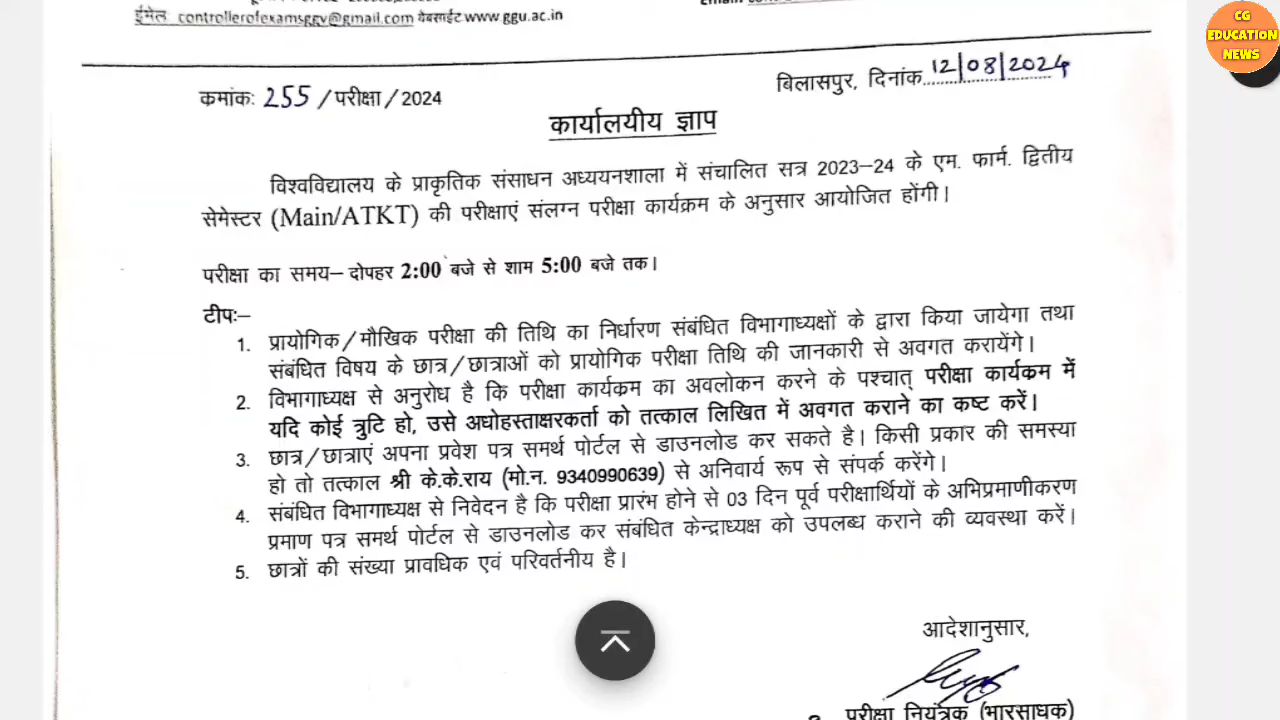 ईमेल controllerofexamsggv@gmail.com वेबसाईट www.ggu.ac.in
CG
EDUCATION
NEWS
कमांकः 255 /परीक्षा/2024
बिलासपुर, दिनांक 12/08/2024
कार्यालयीय ज्ञाप
विश्वविद्यालय के प्राकृतिक संसाधन अध्ययनशाला में संचालित सत्र 2023-24 के एम. फार्म. द्वितीय
सेमेस्टर (Main/ATKT) की परीक्षाएं संलग्न परीक्षा कार्यक्रम के अनुसार आयोजित होंगी।
परीक्षा का समय– दोपहर 2:00 बजे से शाम 5:00 बजे तक।
टीपः–
1. प्रायोगिक/मौखिक परीक्षा की तिथि का निर्धारण संबंधित विभागाध्यक्षों के द्वारा किया जायेगा तथा
संबंधित विषय के छात्र/छात्राओं को प्रायोगिक परीक्षा तिथि की जानकारी से अवगत करायेंगे।
2. विभागाध्यक्ष से अनुरोध है कि परीक्षा कार्यकम का अवलोकन करने के पश्चात् परीक्षा कार्यकम में
यदि कोई त्रुटि हो, उसे अधोहस्ताक्षरकर्ता को तत्काल लिखित में अवगत कराने का कष्ट करें।
3. छात्र/छात्राएं अपना प्रवेश पत्र समर्थ पोर्टल से डाउनलोड कर सकते है। किसी प्रकार की समस्या
हो तो तत्काल श्री के.के.राय (मो.न. 9340990639) से अनिवार्य रूप से संपर्क करेंगे।
4. संबंधित विभागाध्यक्ष से निवेदन है कि परीक्षा प्रारंभ होने से 03 दिन पूर्व परीक्षार्थियों के अभिप्रमाणीकरण
प्रमाण पत्र समर्थ पोर्टल से डाउनलोड कर संबंधित केन्द्राध्यक्ष को उपलब्ध कराने की व्यवस्था करें।
5. छात्रों की संख्या प्रावधिक एवं परिवर्तनीय है।
आदेशानुसार,
परीक्षा नियंत्रक (भारसाधक)